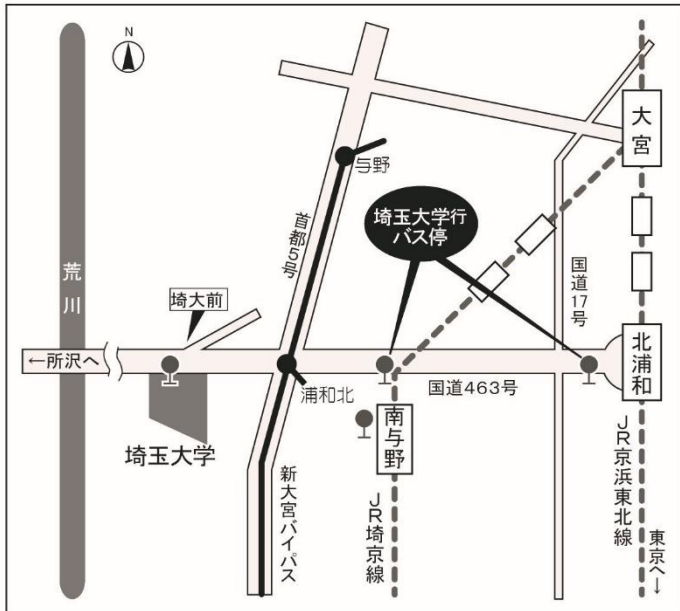 N
大宮
与野
埼玉大学行
バス停
首都5号
国道17号
荒川
埼大前
←所沢へ
浦和北
国道463号
北浦和
埼玉大学
南与野
新大宮バイパス
JR埼京線
JR京浜東北線
東京へ→